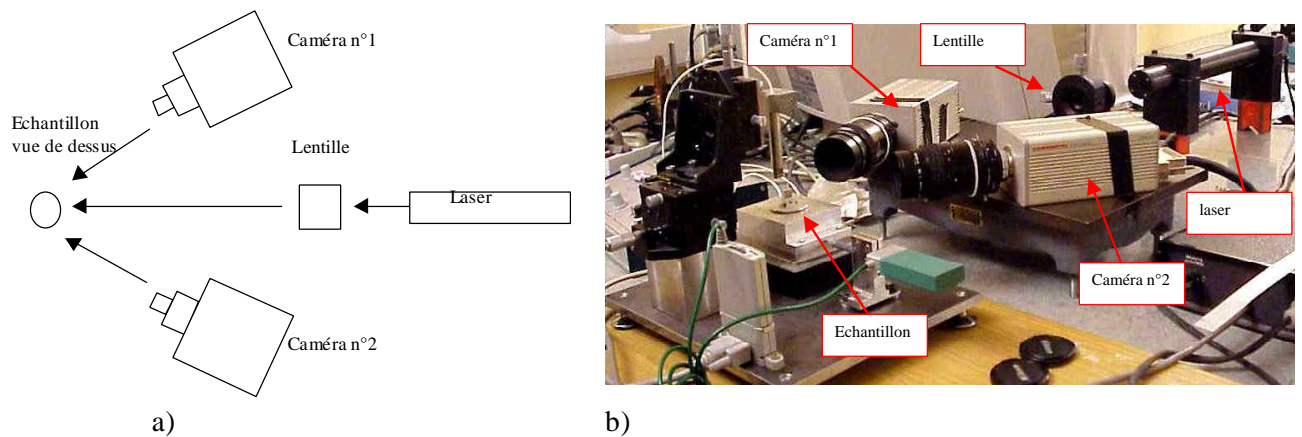 Caméra n°1
Echantillon
vue de dessus
Lentille
Laser
Caméra n°2
a)
Caméra n°1
Lentille
laser
Caméra n°2
Echantillon
b)